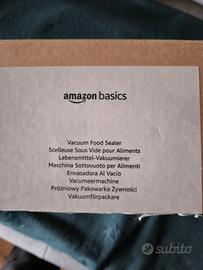 amazon basics
Vacuum Food Sealer
Scelleuse Sous Vide pour Aliments
Lebensmittel-Vakuumierer
Macchina Sottovuoto per Alimenti
Envasadora Al Vacío
Vacumeermachine
Próżniowy Pakowarka Żywności
Vakuumförpackare
subito